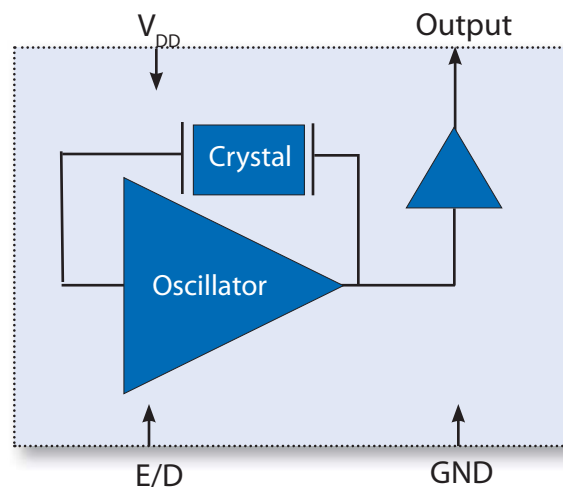 VDD
Output
Crystal
Oscillator
E/D
GND